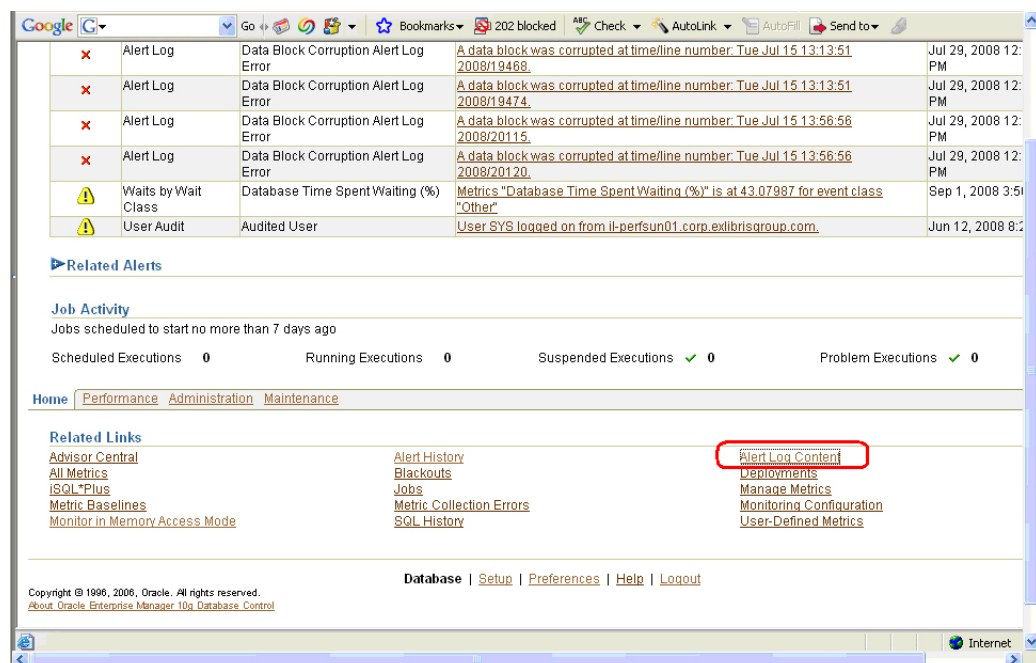 Google G Go Bookmarks 202 blocked ABC Check AutoLink AutoFill Send to
Alert Log Data Block Corruption Alert Log Error A data block was corrupted at time/line number: Tue Jul 15 13:13:51 2008/19468. Jul 29, 2008 12: PM
Alert Log Data Block Corruption Alert Log Error A data block was corrupted at time/line number: Tue Jul 15 13:13:51 2008/19474. Jul 29, 2008 12: PM
Alert Log Data Block Corruption Alert Log Error A data block was corrupted at time/line number: Tue Jul 15 13:56:56 2008/20115. Jul 29, 2008 12: PM
Alert Log Data Block Corruption Alert Log Error A data block was corrupted at time/line number: Tue Jul 15 13:56:56 2008/20120. Jul 29, 2008 12: PM
Waits by Wait Class Database Time Spent Waiting (%) Metrics "Database Time Spent Waiting (%)" is at 43.07987 for event class "Other" Sep 1, 2008 3:5
User Audit Audited User User SYS logged on from il-perfsun01.corp.exlibrisgroup.com. Jun 12, 2008 8:2
Related Alerts
Job Activity
Jobs scheduled to start no more than 7 days ago
Scheduled Executions 0 Running Executions 0 Suspended Executions 0 Problem Executions 0
Home Performance Administration Maintenance
Related Links
Advisor Central Alert History Alert Log Content
All Metrics Blackouts Deployments
iSQL*Plus Jobs Manage Metrics
Metric Baselines Metric Collection Errors Monitoring Configuration
Monitor in Memory Access Mode SQL History User-Defined Metrics
Database | Setup | Preferences | Help | Logout
Copyright © 1996, 2006, Oracle. All rights reserved.
About Oracle Enterprise Manager 10g Database Control
Internet